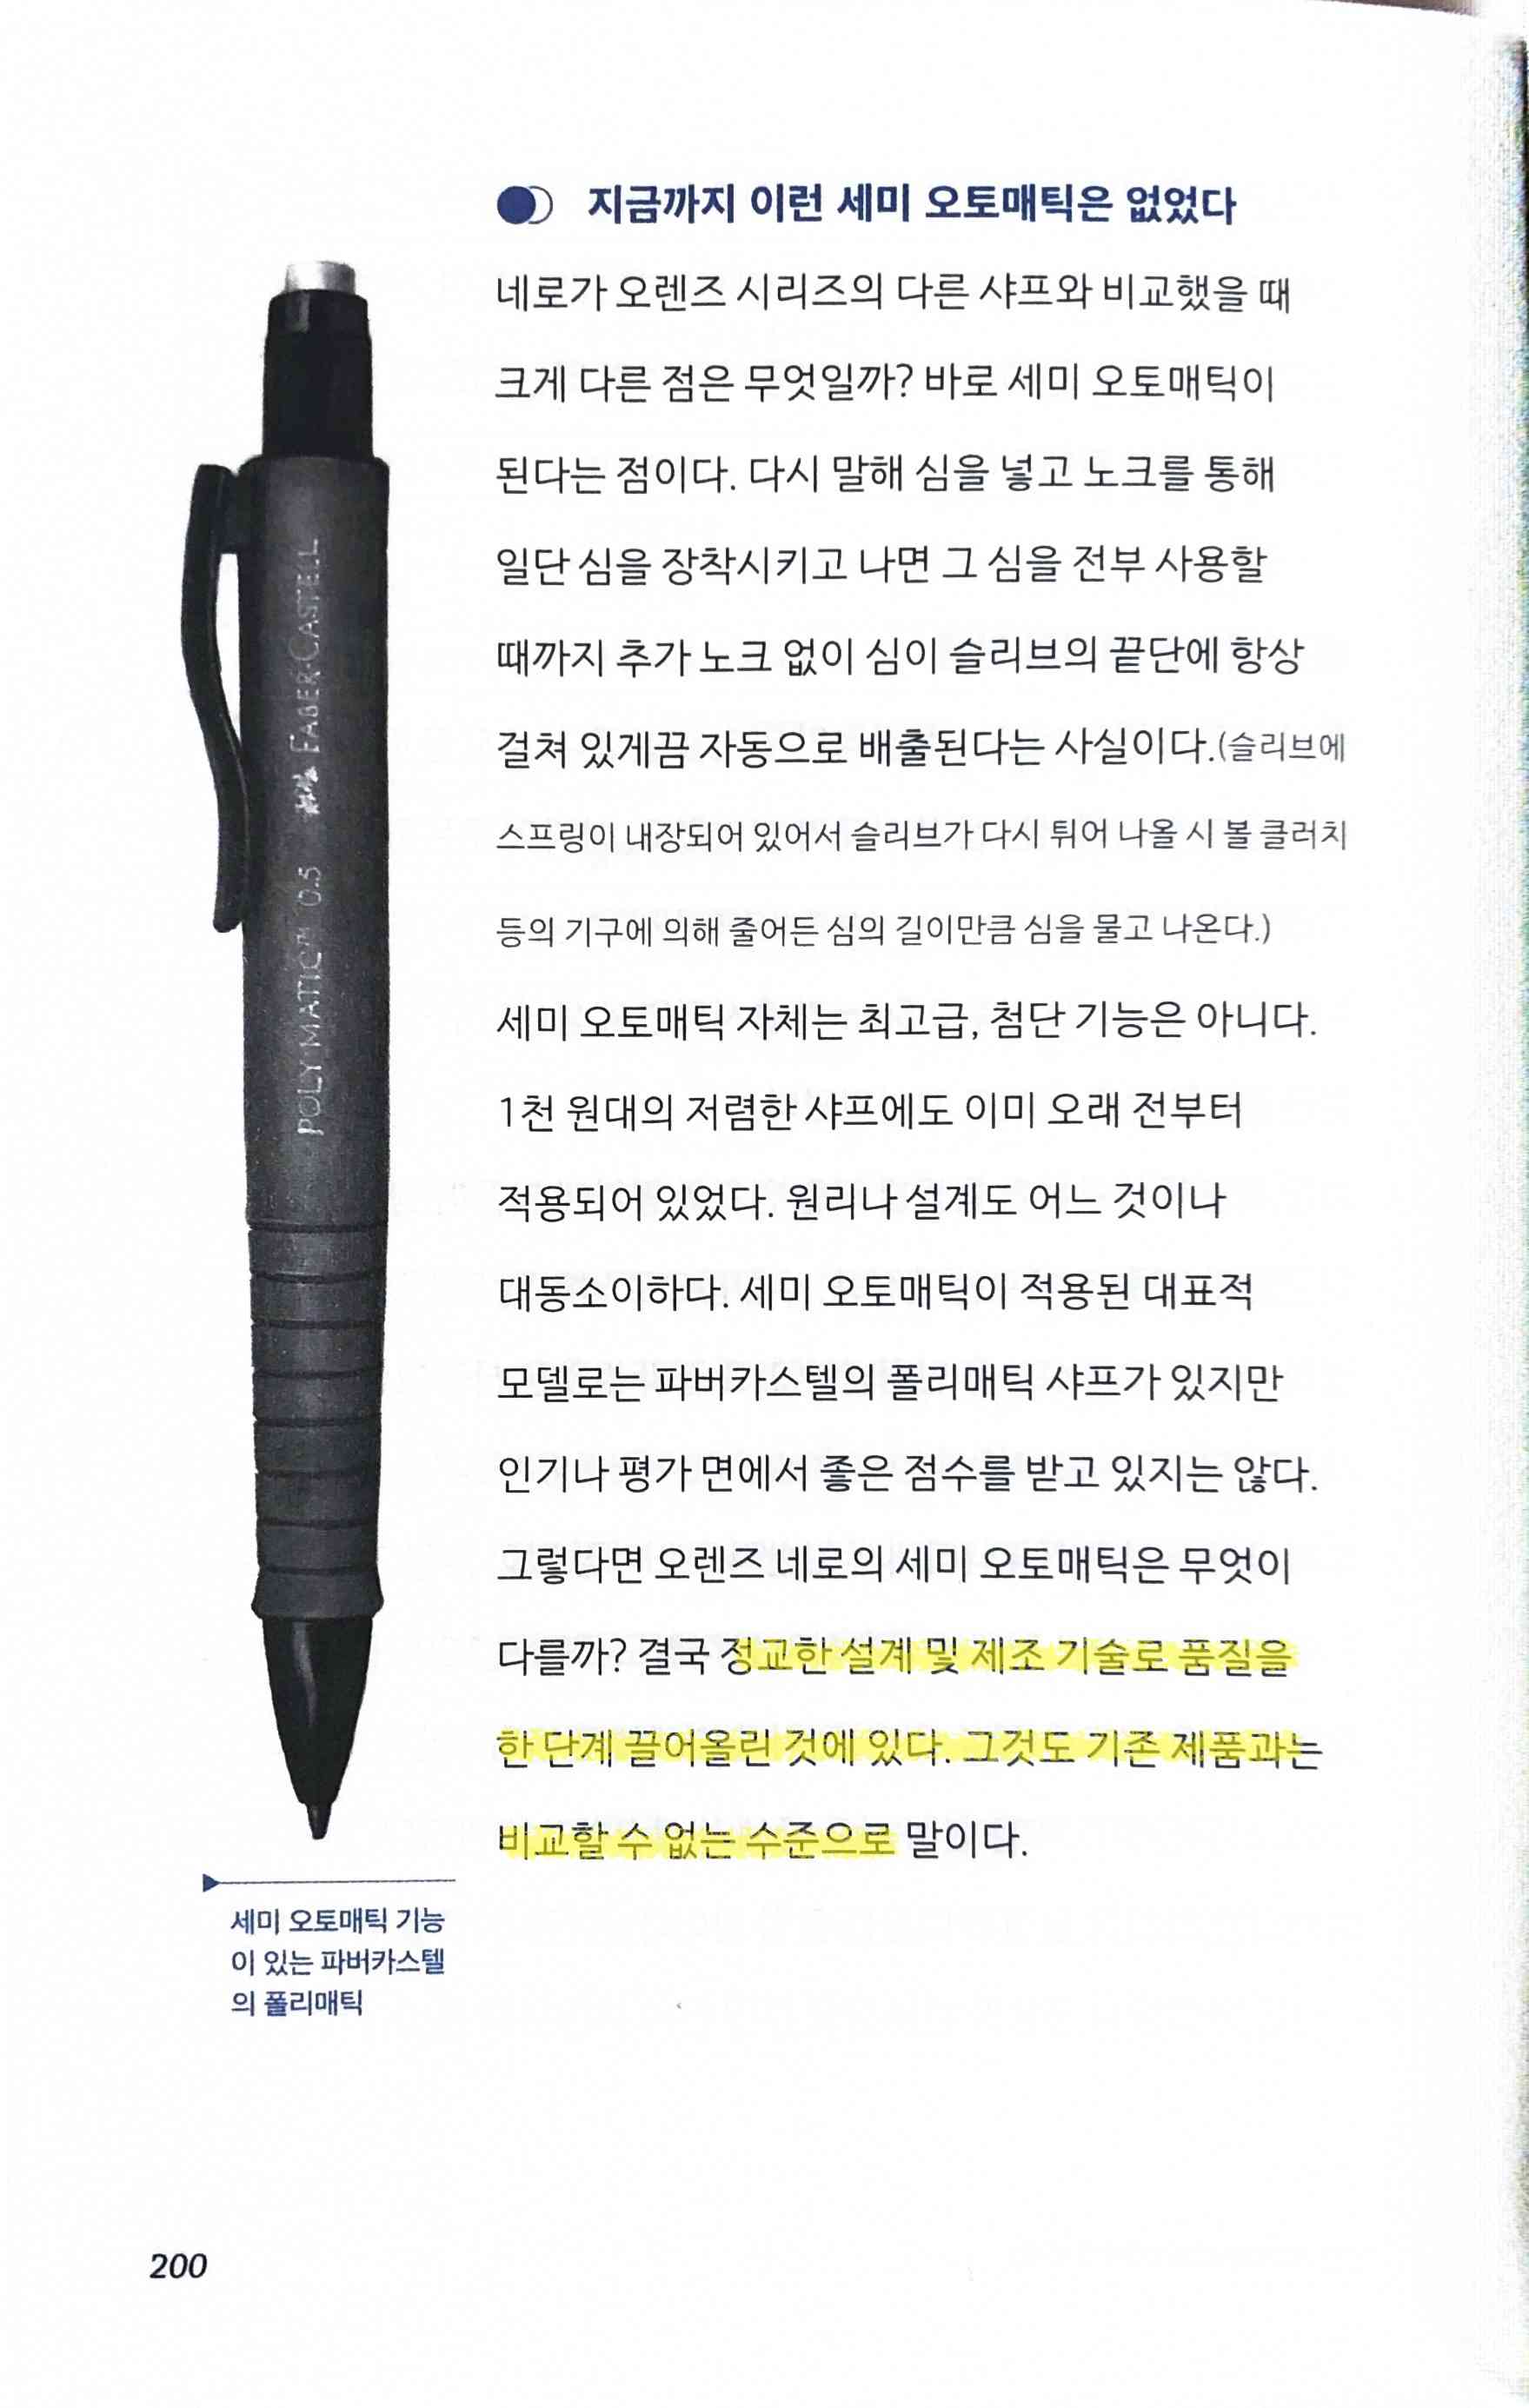 지금까지 이런 세미 오토매틱은 없었다
네로가 오렌즈 시리즈의 다른 샤프와 비교했을 때
크게 다른 점은 무엇일까? 바로 세미 오토매틱이
된다는 점이다. 다시 말해 심을 넣고 노크를 통해
일단 심을 장착시키고 나면 그 심을 전부 사용할
때까지 추가 노크 없이 심이 슬리브의 끝단에 항상
걸쳐 있게끔 자동으로 배출된다는 사실이다.(슬리브에
스프링이 내장되어 있어서 슬리브가 다시 튀어 나올 시 볼 클러치
등의 기구에 의해 줄어든 심의 길이만큼 심을 물고 나온다.)
세미 오토매틱 자체는 최고급, 첨단 기능은 아니다.
1천 원대의 저렴한 샤프에도 이미 오래 전부터
적용되어 있었다. 원리나 설계도 어느 것이나
대동소이하다. 세미 오토매틱이 적용된 대표적
모델로는 파버카스텔의 폴리매틱 샤프가 있지만
인기나 평가 면에서 좋은 점수를 받고 있지는 않다.
그렇다면 오렌즈 네로의 세미 오토매틱은 무엇이
다를까? 결국 정교한 설계 및 제조 기술로 품질을
한 단계 끌어올린 것에 있다. 그것도 기존 제품과는
비교할 수 없는 수준으로 말이다.
POLYMATIC™ 0.5 FABER-CASTELL
세미 오토매틱 기능
이 있는 파버카스텔
의 폴리매틱
200